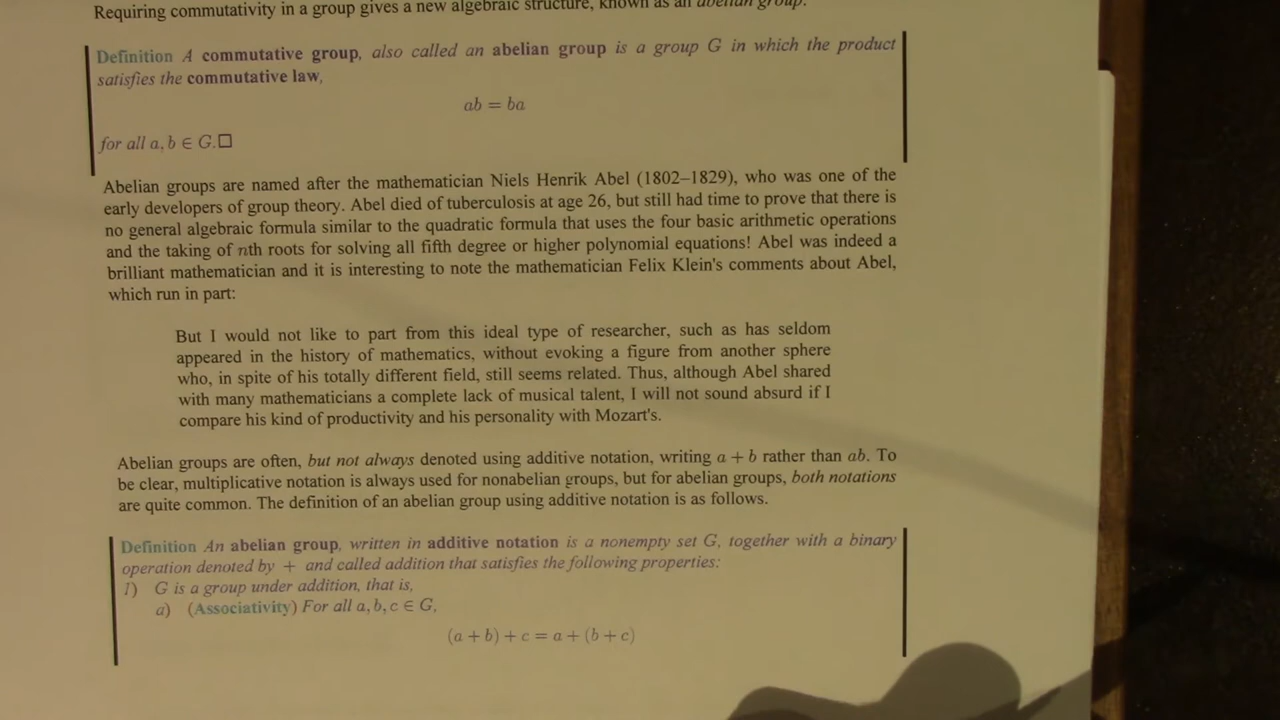 Requiring commutativity in a group gives a new algebraic structure, known as an abelian group.
Definition A commutative group, also called an abelian group is a group G in which the product
satisfies the commutative law,
ab = ba
for all a, b ∈ G.□
Abelian groups are named after the mathematician Niels Henrik Abel (1802–1829), who was one of the
early developers of group theory. Abel died of tuberculosis at age 26, but still had time to prove that there is
no general algebraic formula similar to the quadratic formula that uses the four basic arithmetic operations
and the taking of nth roots for solving all fifth degree or higher polynomial equations! Abel was indeed a
brilliant mathematician and it is interesting to note the mathematician Felix Klein's comments about Abel,
which run in part:
But I would not like to part from this ideal type of researcher, such as has seldom
appeared in the history of mathematics, without evoking a figure from another sphere
who, in spite of his totally different field, still seems related. Thus, although Abel shared
with many mathematicians a complete lack of musical talent, I will not sound absurd if I
compare his kind of productivity and his personality with Mozart's.
Abelian groups are often, but not always denoted using additive notation, writing a + b rather than ab. To
be clear, multiplicative notation is always used for nonabelian groups, but for abelian groups, both notations
are quite common. The definition of an abelian group using additive notation is as follows.
Definition An abelian group, written in additive notation is a nonempty set G, together with a binary
operation denoted by + and called addition that satisfies the following properties:
1) G is a group under addition, that is,
a) (Associativity) For all a, b, c ∈ G,
(a + b) + c = a + (b + c)